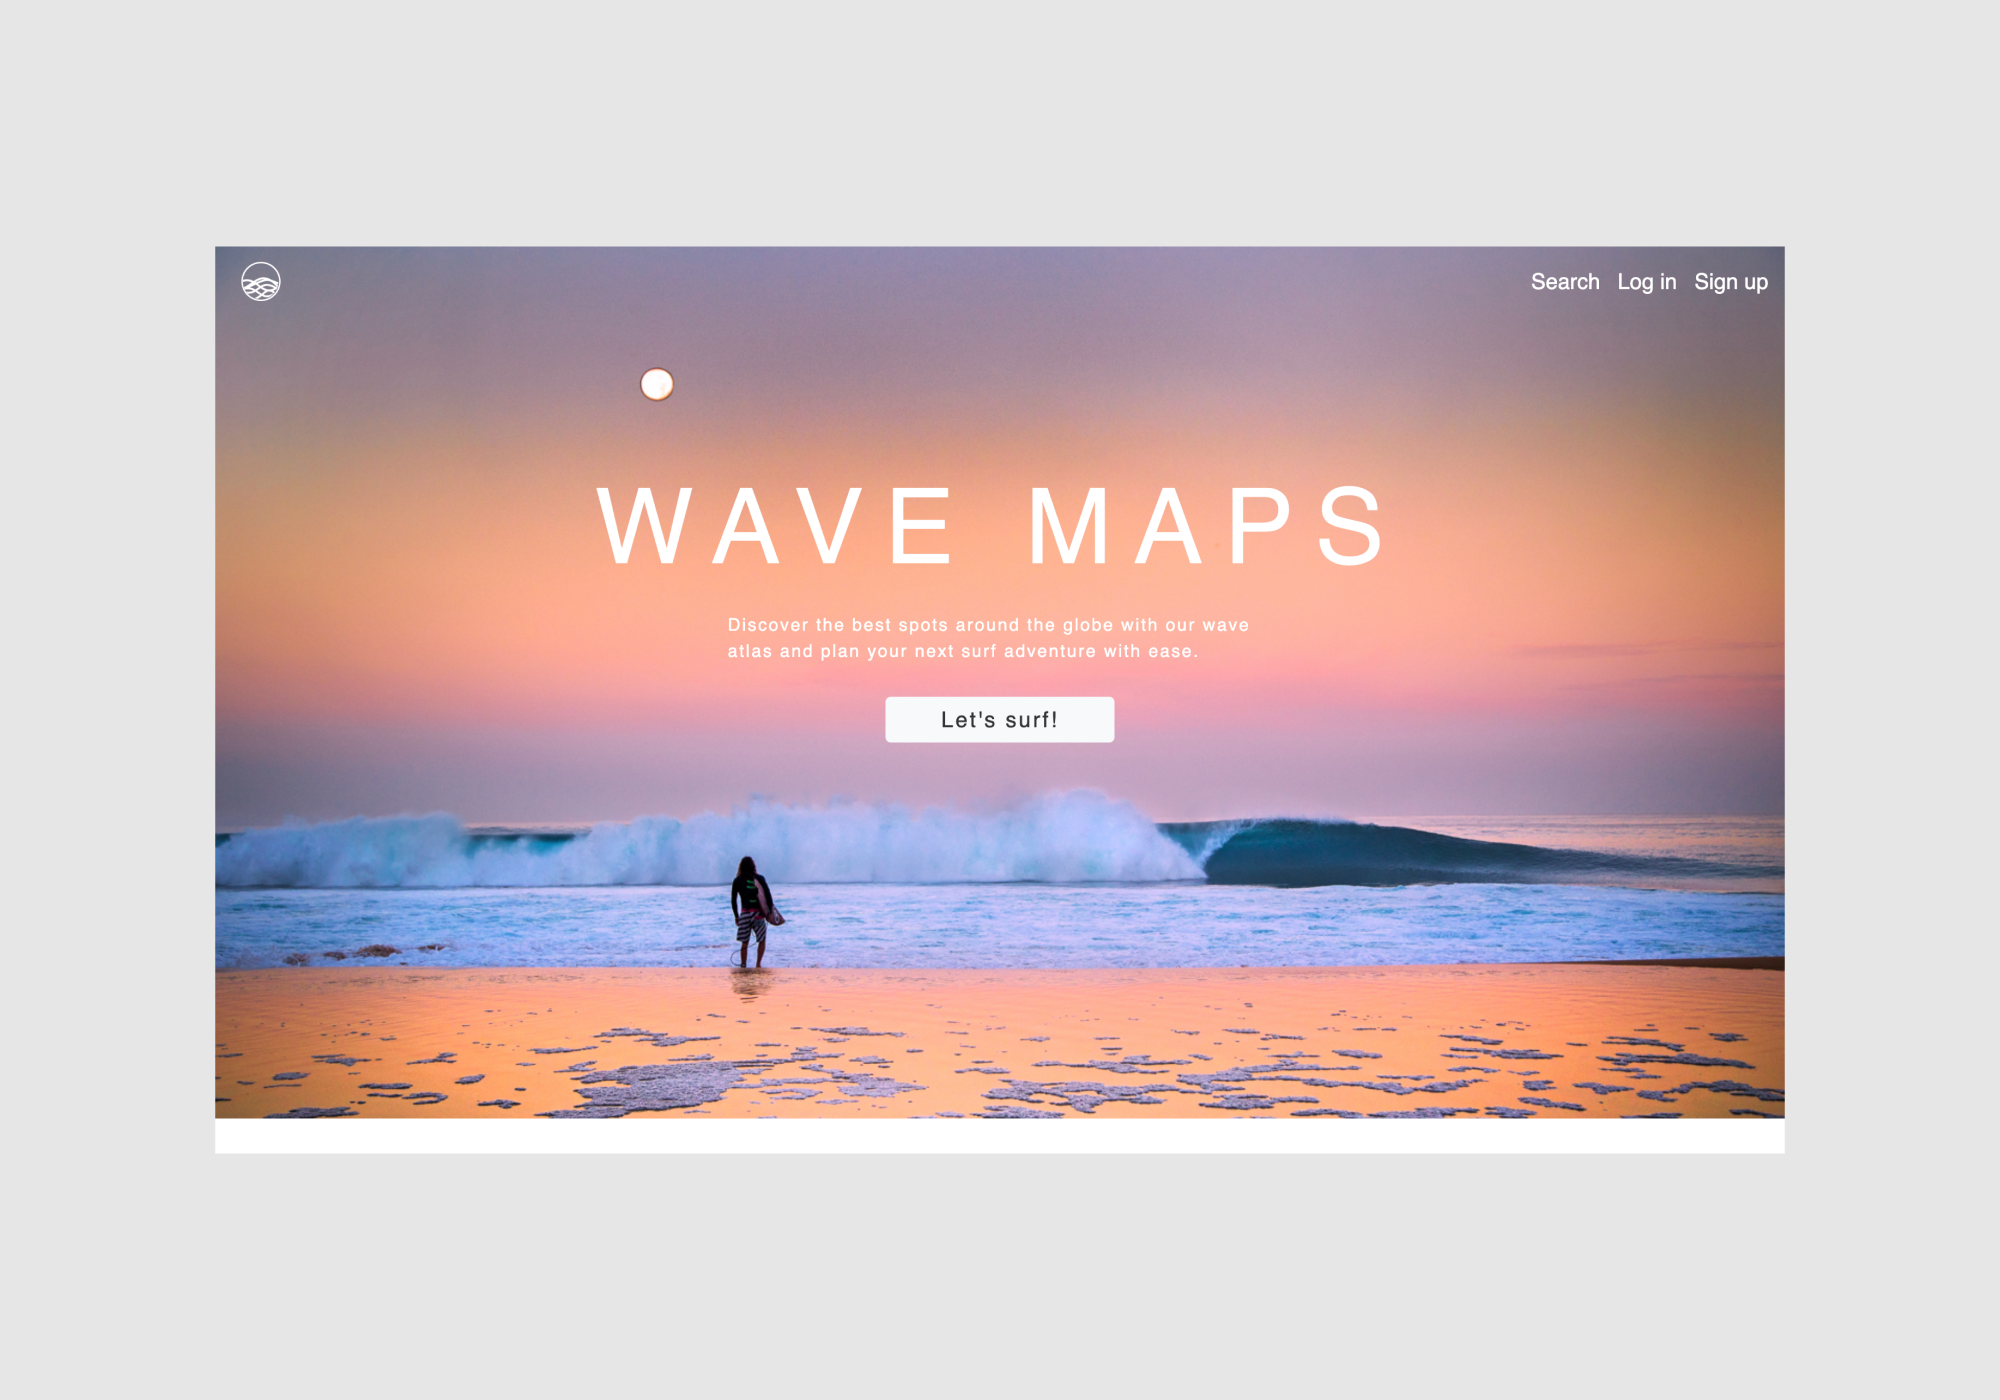 Search Log in Sign up
WAVE MAPS
Discover the best spots around the globe with our wave
atlas and plan your next surf adventure with ease.
Let's surf!